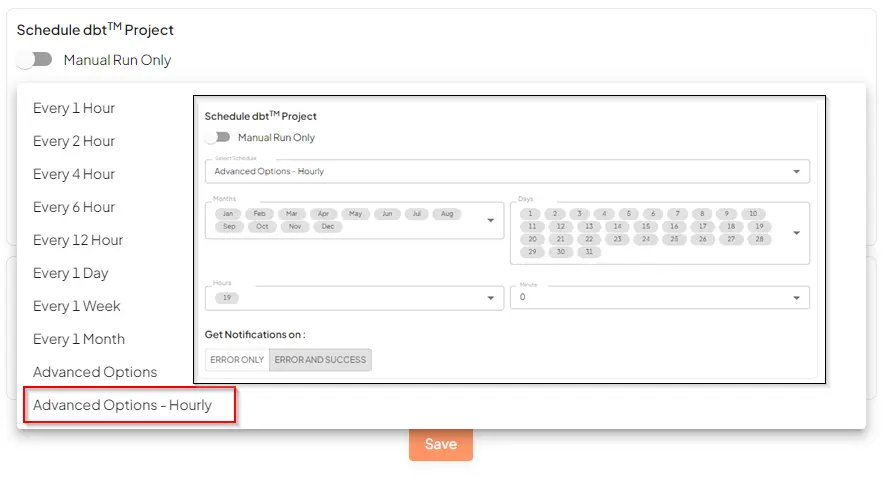 Schedule dbtTM Project
Manual Run Only
Every 1 Hour
Every 2 Hour
Every 4 Hour
Every 6 Hour
Every 12 Hour
Every 1 Day
Every 1 Week
Every 1 Month
Advanced Options
Advanced Options - Hourly
Schedule dbtTM Project
Manual Run Only
Select Schedule
Advanced Options - Hourly
Months
Jan Feb Mar Apr May Jun Jul Aug
Sep Oct Nov Dec
Days
1 2 3 4 5 6 7 8 9 10
11 12 13 14 15 16 17 18 19
20 21 22 23 24 25 26 27 28
29 30 31
Hours
19
Minute
0
Get Notifications on :
ERROR ONLY ERROR AND SUCCESS
Save